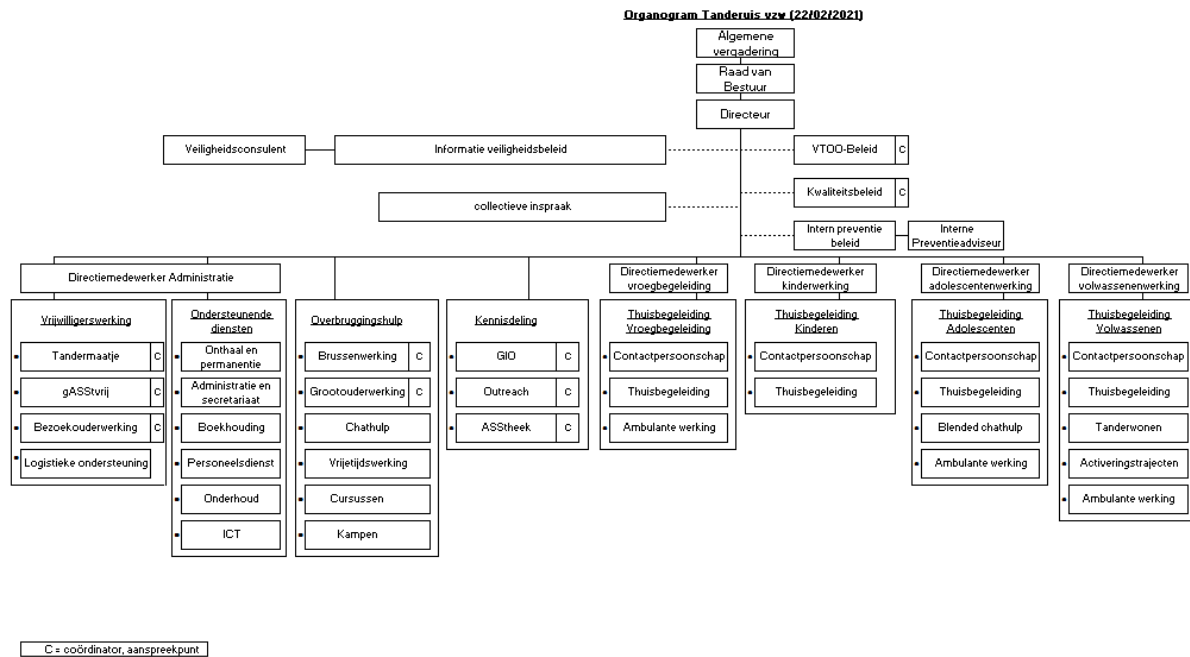 Organogram Tanderuis vzw (22/02/2021)
Algemene
vergadering
Raad van
Bestuur
Directeur
Veiligheidsconsulent
Informatie veiligheidsbeleid
VTOO-Beleid
C
Kwaliteitsbeleid
C
collectieve inspraak
Intern preventie
beleid
Interne
Preventieadviseur
Directiemedewerker Administratie
Directiemedewerker
vroegbegeleiding
Directiemedewerker
kinderwerking
Directiemedewerker
adolescentenwerking
Directiemedewerker
volwassenenwerking
Vrijwilligerswerking
Tandermaatje
C
gASStvrij
C
Bezoekouderwerking
C
Logistieke ondersteuning
Ondersteunende
diensten
Onthaal en
permanentie
Administratie en
secretariaat
Boekhouding
Personeelsdienst
Onderhoud
ICT
Overbruggingshulp
Brussenwerking
C
Grootouderwerking
C
Chathulp
Vrijetijdswerking
Cursussen
Kampen
Kennisdeling
GIO
C
Outreach
C
ASStheek
C
Thuisbegeleiding
Vroegbegeleiding
Contactpersoonschap
Thuisbegeleiding
Ambulante werking
Thuisbegeleiding
Kinderen
Contactpersoonschap
Thuisbegeleiding
Thuisbegeleiding
Adolescenten
Contactpersoonschap
Thuisbegeleiding
Blended chathulp
Ambulante werking
Thuisbegeleiding
Volwassenen
Contactpersoonschap
Thuisbegeleiding
Tanderwonen
Activeringstrajecten
Ambulante werking
C = coördinator, aanspreekpunt